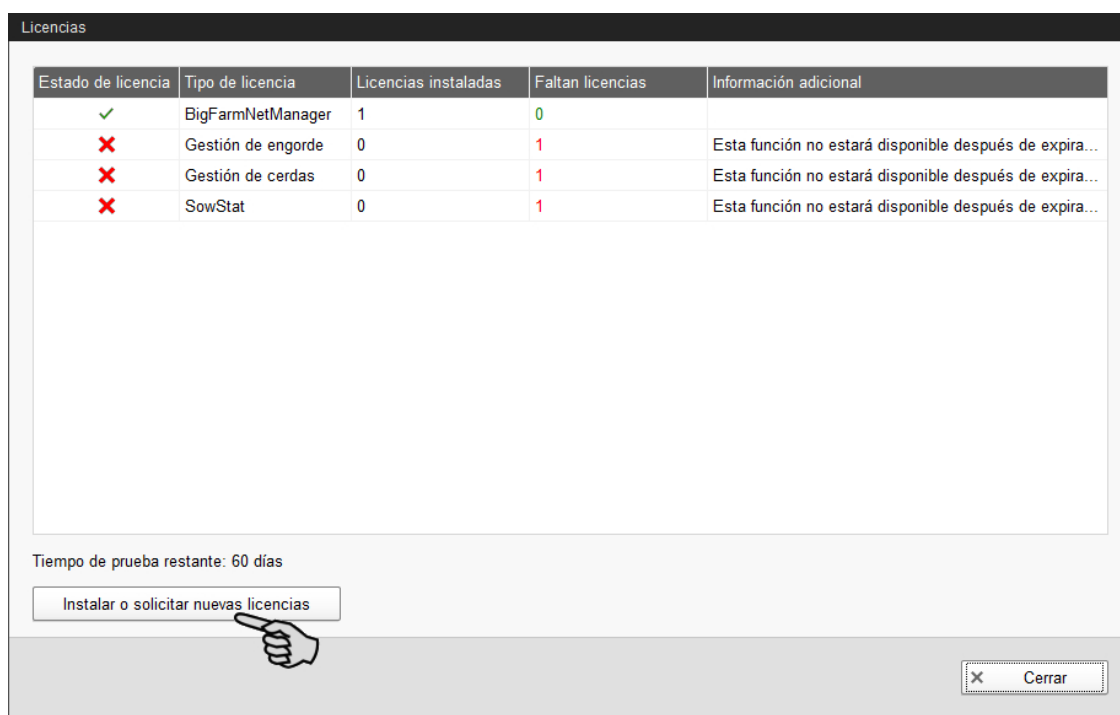 Licencias
Estado de licencia Tipo de licencia Licencias instaladas Faltan licencias Información adicional
BigFarmNetManager 1 0
Gestión de engorde 0 1 Esta función no estará disponible después de expira...
Gestión de cerdas 0 1 Esta función no estará disponible después de expira...
SowStat 0 1 Esta función no estará disponible después de expira...
Tiempo de prueba restante: 60 días
Instalar o solicitar nuevas licencias
Cerrar